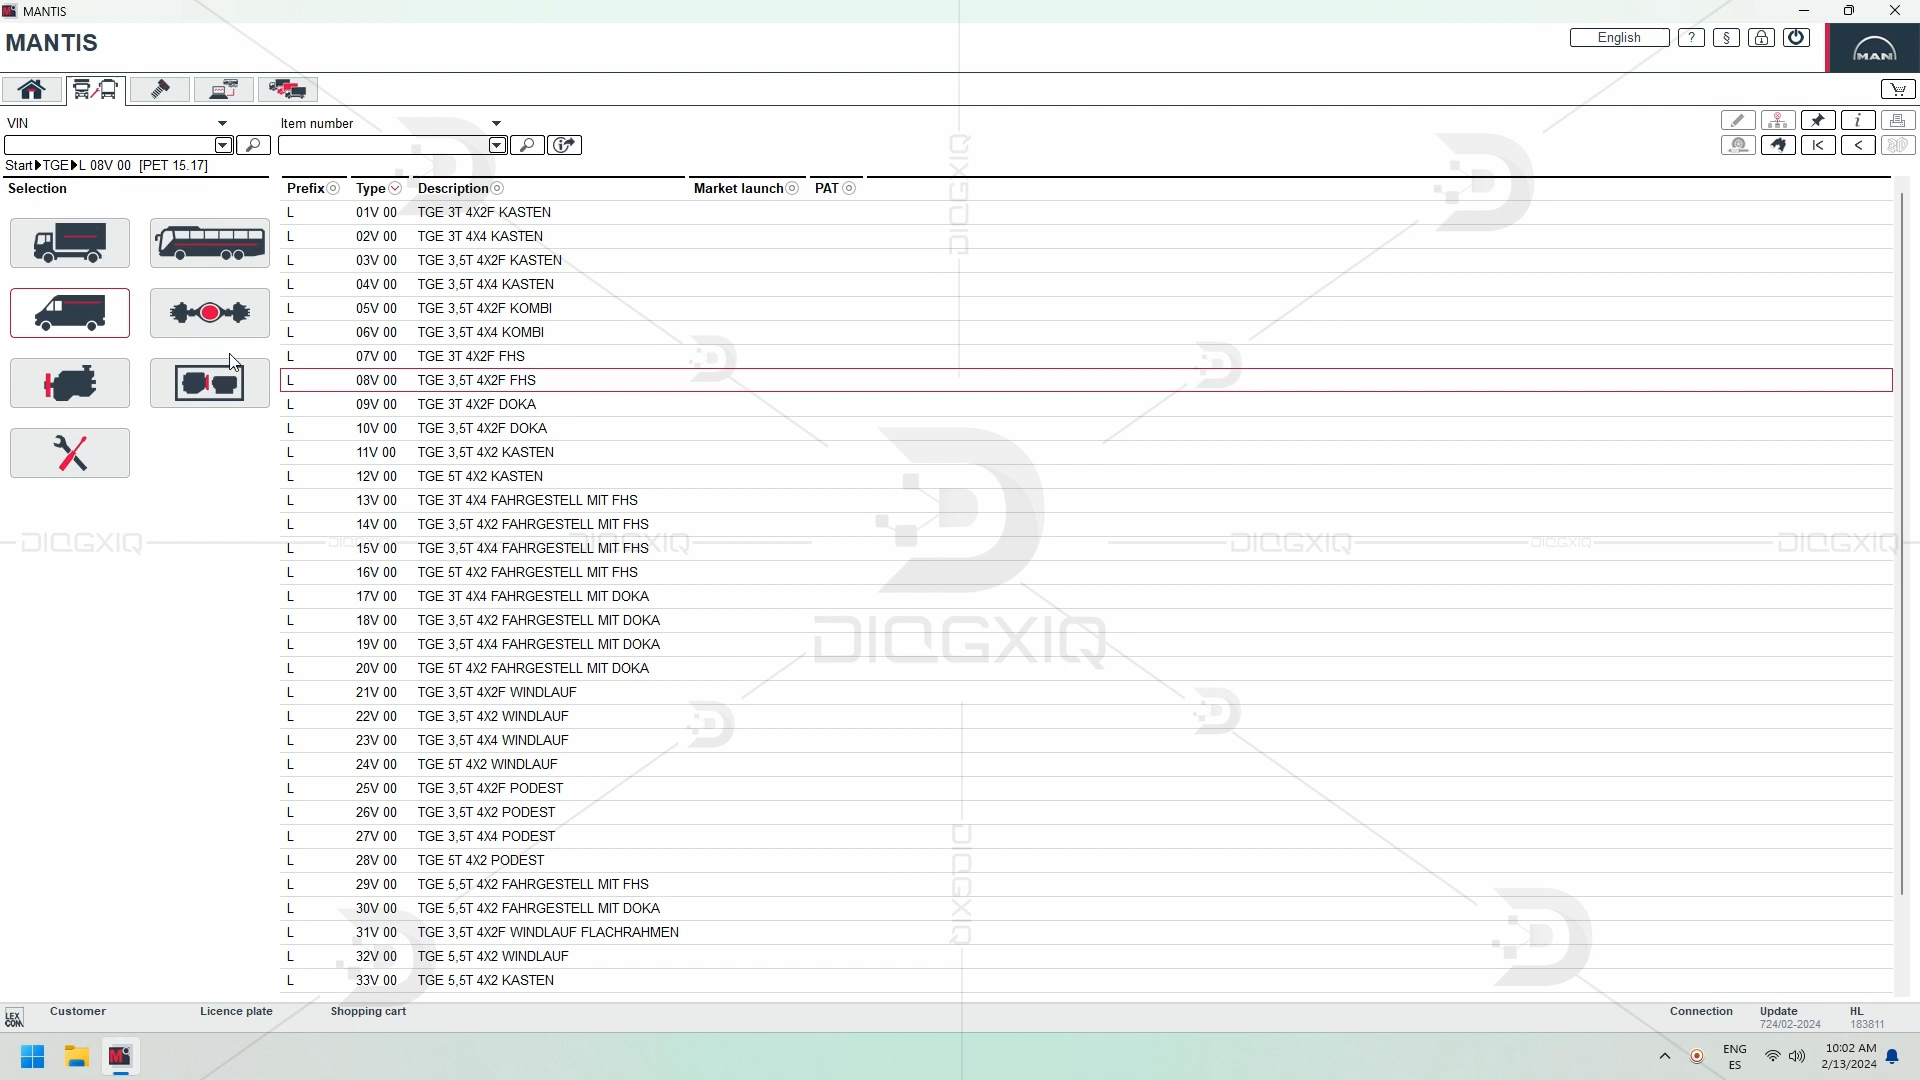 MANTIS
MANTIS
English ? §
MAN
VIN
Item number
Start▶TGE▶L 08V 00 [PET 15.17]
Selection
Prefix Type Description Market launch PAT
L 01V 00 TGE 3T 4X2F KASTEN
L 02V 00 TGE 3T 4X4 KASTEN
L 03V 00 TGE 3,5T 4X2F KASTEN
L 04V 00 TGE 3,5T 4X4 KASTEN
L 05V 00 TGE 3,5T 4X2F KOMBI
L 06V 00 TGE 3,5T 4X4 KOMBI
L 07V 00 TGE 3T 4X2F FHS
L 08V 00 TGE 3,5T 4X2F FHS
L 09V 00 TGE 3T 4X2F DOKA
L 10V 00 TGE 3,5T 4X2F DOKA
L 11V 00 TGE 3,5T 4X2 KASTEN
L 12V 00 TGE 5T 4X2 KASTEN
L 13V 00 TGE 3T 4X4 FAHRGESTELL MIT FHS
L 14V 00 TGE 3,5T 4X2 FAHRGESTELL MIT FHS
L 15V 00 TGE 3,5T 4X4 FAHRGESTELL MIT FHS
L 16V 00 TGE 5T 4X2 FAHRGESTELL MIT FHS
L 17V 00 TGE 3T 4X4 FAHRGESTELL MIT DOKA
L 18V 00 TGE 3,5T 4X2 FAHRGESTELL MIT DOKA
L 19V 00 TGE 3,5T 4X4 FAHRGESTELL MIT DOKA
L 20V 00 TGE 5T 4X2 FAHRGESTELL MIT DOKA
L 21V 00 TGE 3,5T 4X2F WINDLAUF
L 22V 00 TGE 3,5T 4X2 WINDLAUF
L 23V 00 TGE 3,5T 4X4 WINDLAUF
L 24V 00 TGE 5T 4X2 WINDLAUF
L 25V 00 TGE 3,5T 4X2F PODEST
L 26V 00 TGE 3,5T 4X2 PODEST
L 27V 00 TGE 3,5T 4X4 PODEST
L 28V 00 TGE 5T 4X2 PODEST
L 29V 00 TGE 5,5T 4X2 FAHRGESTELL MIT FHS
L 30V 00 TGE 5,5T 4X2 FAHRGESTELL MIT DOKA
L 31V 00 TGE 3,5T 4X2F WINDLAUF FLACHRAHMEN
L 32V 00 TGE 5,5T 4X2 WINDLAUF
L 33V 00 TGE 5,5T 4X2 KASTEN
DIAGXIQ
DIAGXIQ
DIAGXIQ
DIAGXIQ
DIAGXIQ
DIAGXIQ
DIAGXIQ
DIAGXIQ
DIAGXIQ
LEX COM
Customer
Licence plate
Shopping cart
Connection
Update
724/02-2024
HL
183811
ENG
ES
10:02 AM
2/13/2024